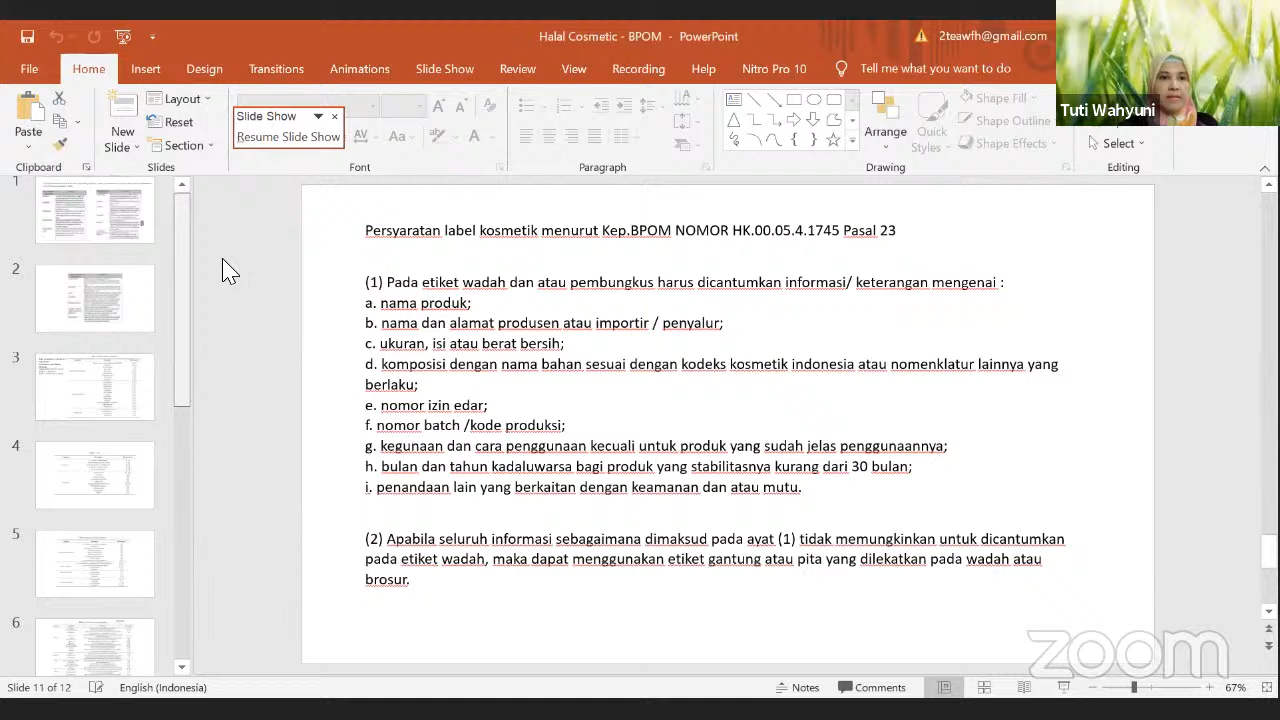 Halal Cosmetic - BPOM - PowerPoint
2teawfh@gmail.com
File Home Insert Design Transitions Animations Slide Show Review View Recording Help Nitro Pro 10 Tell me what you want to do
Tuti Wahyuni
Paste
New Slide
Layout
Reset
Section
Slide Show
Resume Slide Show
Aa
Arrange
Quick Styles
Shape Fill
Shape Outline
Shape Effects
Select
Clipboard Slides Font Paragraph Drawing Editing
1
2
3
4
5
6
Persyaratan label kosmetik menurut Kep.BPOM NOMOR HK.00.05.4.1745 Pasal 23
(1) Pada etiket wadah dan atau pembungkus harus dicantumkan informasi/ keterangan mengenai :
a. nama produk;
b. nama dan alamat produsen atau importir / penyalur;
c. ukuran, isi atau berat bersih;
d. komposisi dengan nama bahan sesuai dengan kodeks kosmetik indonesia atau nomenklatur lainnya yang
berlaku;
e. nomor izin edar;
f. nomor batch /kode produksi;
g. kegunaan dan cara penggunaan kecuali untuk produk yang sudah jelas penggunaannya;
h. bulan dan tahun kadaluwarsa bagi produk yang stabilitasnya kurang dari 30 bulan;
i. penandaan lain yang berkaitan dengan keamanan dan atau mutu.
(2) Apabila seluruh informasi sebagaimana dimaksud pada ayat (1) tidak memungkinkan untuk dicantumkan
pada etiket wadah, maka dapat menggunakan etiket gantung atau pita yang dilekatkan pada wadah atau
brosur.
zoom
Slide 11 of 12 English (Indonesia) Notes Comments 67%